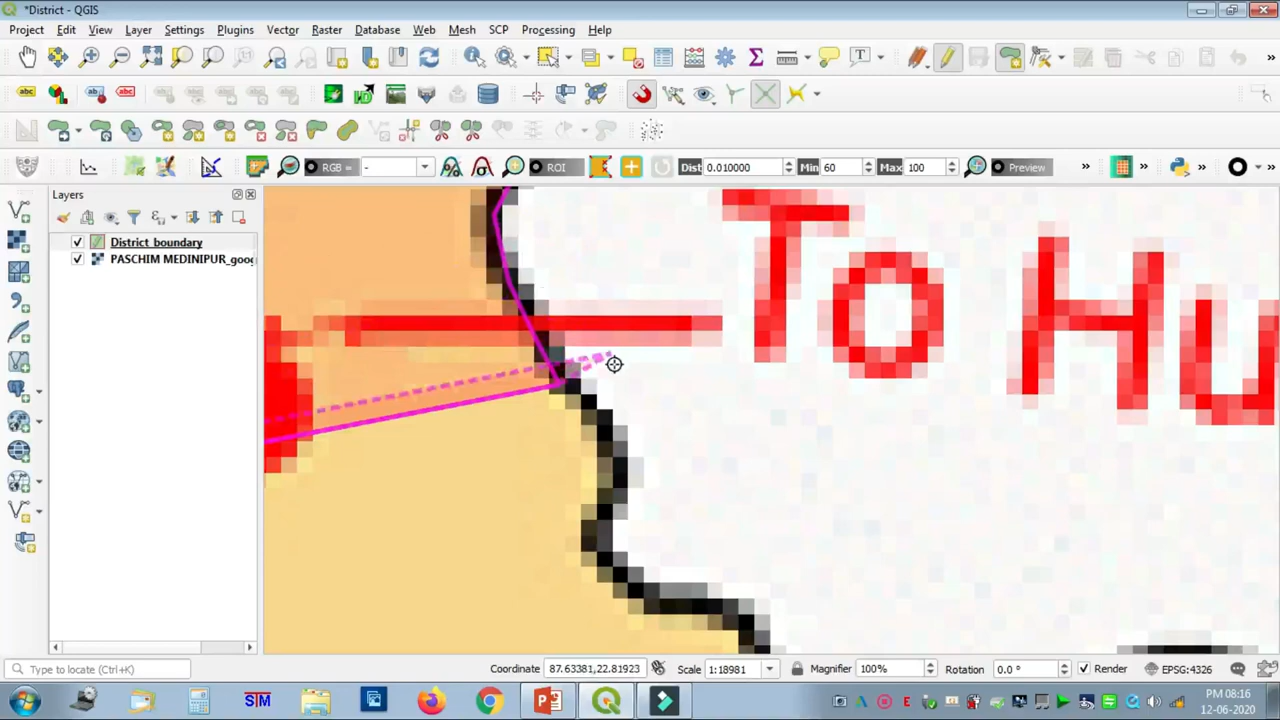 *District - QGIS
Project Edit View Layer Settings Plugins Vector Raster Database Web Mesh SCP Processing Help
RGB = - ROI Dist 0.010000 Min 60 Max 100 Preview
Layers
District boundary
PASCHIM MEDINIPUR_goog
TO HU
Type to locate (Ctrl+K) Coordinate 87.63381,22.81923 Scale 1:18981 Magnifier 100% Rotation 0.0 ° Render EPSG:4326
STM
PM 08:16
12-06-2020